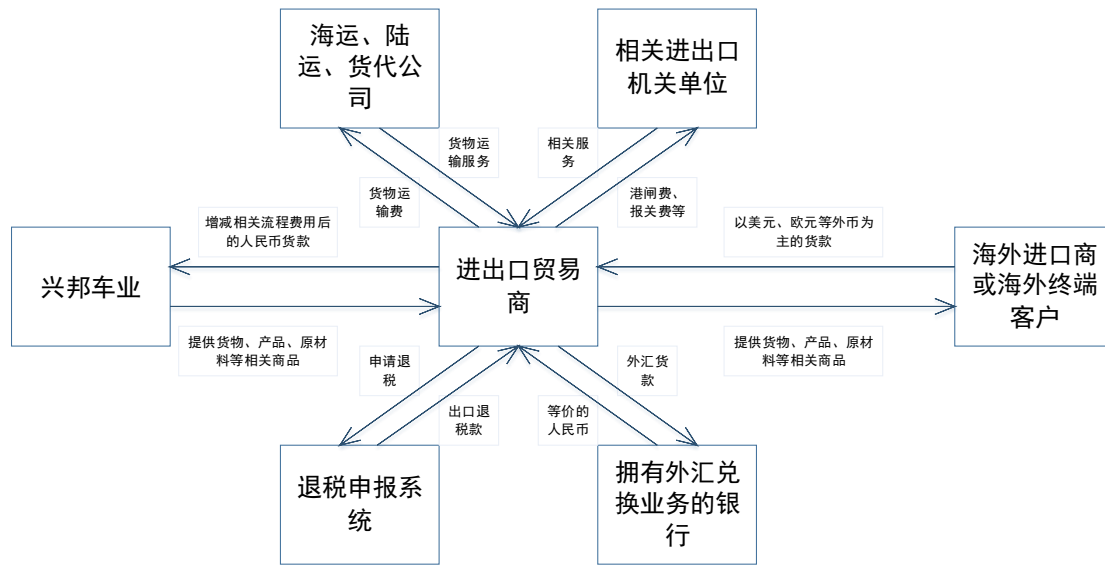 海运、陆
运、货代公
司
相关进出口
机关单位
货物运
输服务
相关服
务
货物运
输费
港闸费、
报关费等
增减相关流程费用后
的人民币货款
以美元、欧元等外币为
主的货款
兴邦车业
进出口贸易
商
海外进口商
或海外终端
客户
提供货物、产品、原材
料等相关商品
申请退
税
外汇货
款
提供货物、产品、原材
料等相关商品
出口退
税款
等价的
人民币
退税申报系
统
拥有外汇兑
换业务的银
行